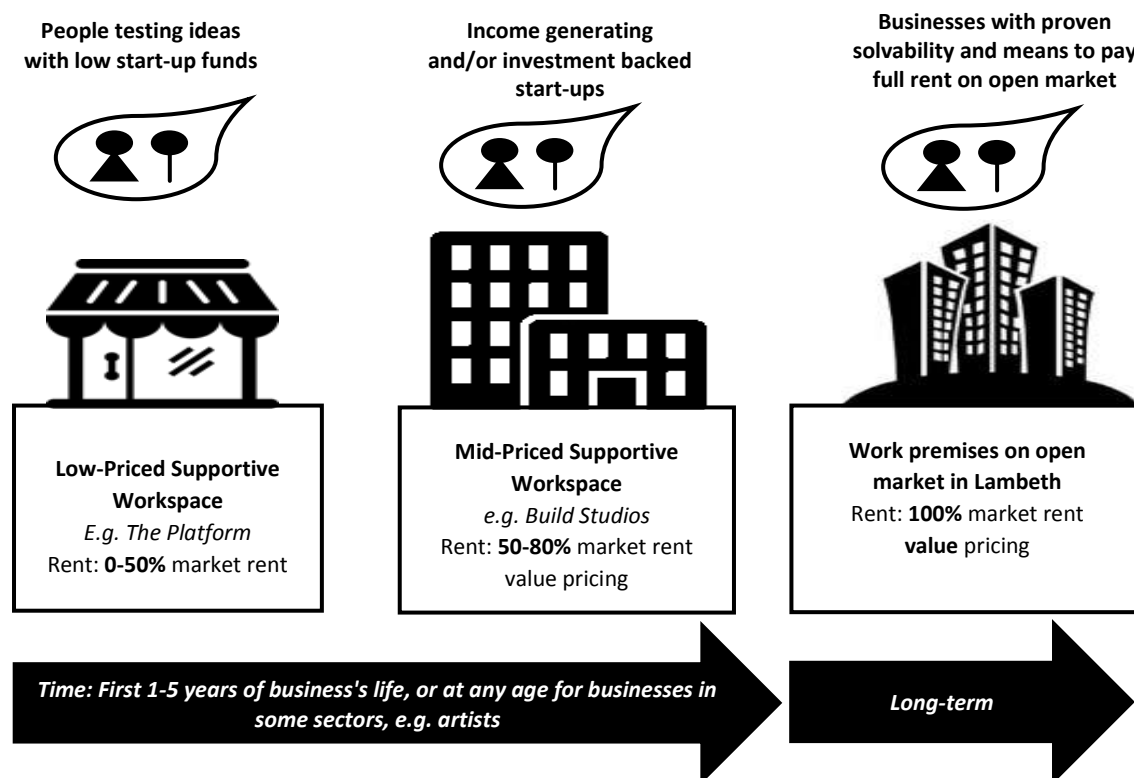 People testing ideas
with low start-up funds
Income generating
and/or investment backed
start-ups
Businesses with proven
solvability and means to pay
full rent on open market
Low-Priced Supportive
Workspace
E.g. The Platform
Rent: 0-50% market rent
Mid-Priced Supportive
Workspace
e.g. Build Studios
Rent: 50-80% market rent
value pricing
Work premises on open
market in Lambeth
Rent: 100% market rent
value pricing
Time: First 1-5 years of business's life, or at any age for businesses in
some sectors, e.g. artists
Long-term